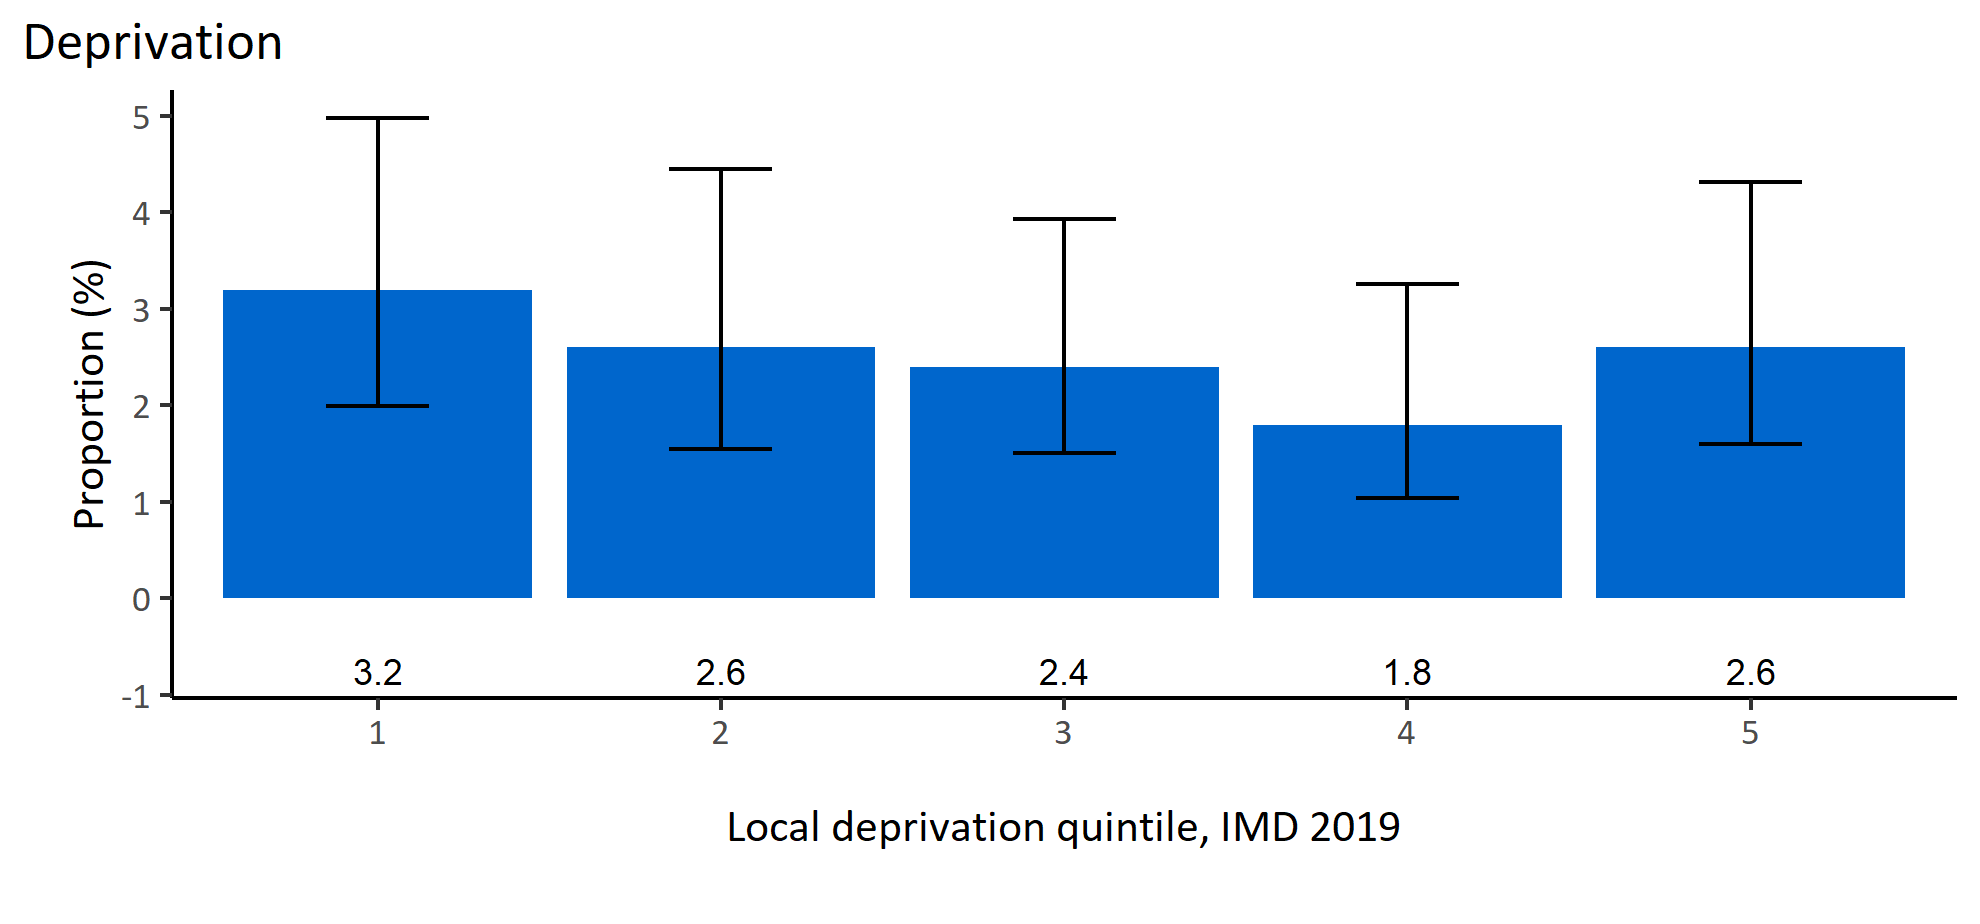 Deprivation
Proportion (%)
5
4
3
2
1
0
-1
3.2 2.6 2.4 1.8 2.6
1 2 3 4 5
Local deprivation quintile, IMD 2019